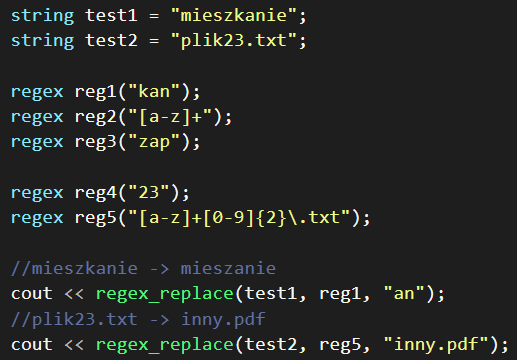 string test1 = "mieszkanie";
string test2 = "plik23.txt";
regex reg1("kan");
regex reg2("[a-z]+");
regex reg3("zap");
regex reg4("23");
regex reg5("[a-z]+[0-9]{2}\.txt");
//mieszkanie -> mieszanie
cout << regex_replace(test1, reg1, "an");
//plik23.txt -> inny.pdf
cout << regex_replace(test2, reg5, "inny.pdf");